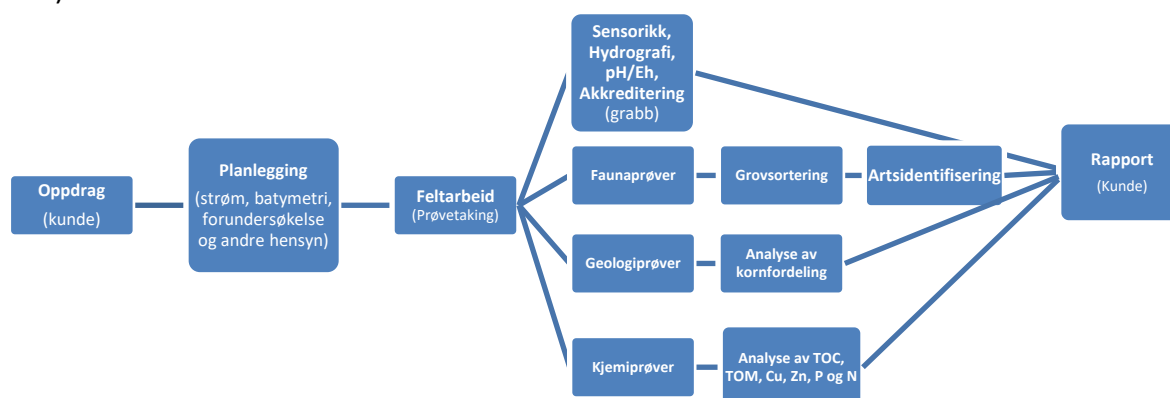 Oppdrag
(kunde)
Planlegging
(strøm, batymetri,
forundersøkelse
og andre hensyn)
Feltarbeid
(Prøvetaking)
Sensorikk,
Hydrografi,
pH/Eh,
Akkreditering
(grabb)
Faunaprøver
Grovsortering
Artsidentifisering
Geologiprøver
Analyse av
kornfordeling
Kjemiprøver
Analyse av TOC,
TOM, Cu, Zn, P og N
Rapport
(Kunde)